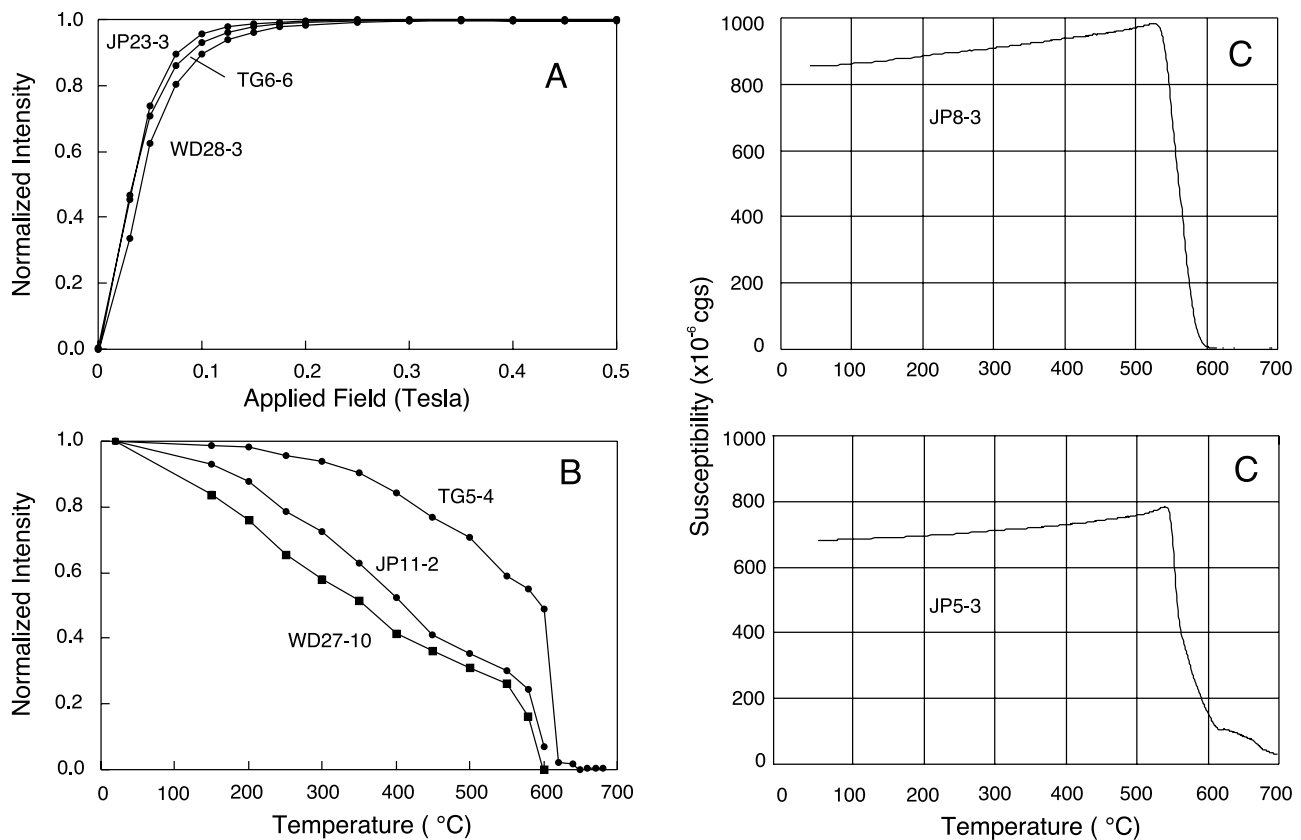 A
Normalized Intensity
1.0
0.8
0.6
0.4
0.2
0.0
JP23-3
TG6-6
WD28-3
0 0.1 0.2 0.3 0.4 0.5
Applied Field (Tesla)
B
Normalized Intensity
1.0
0.8
0.6
0.4
0.2
0.0
TG5-4
JP11-2
WD27-10
0 100 200 300 400 500 600 700
Temperature ( °C)
C
Susceptibility (x10⁻⁶ cgs)
1000
800
600
400
200
0
JP8-3
0 100 200 300 400 500 600 700
C
1000
800
600
400
200
0
JP5-3
0 100 200 300 400 500 600 700
Temperature ( °C)